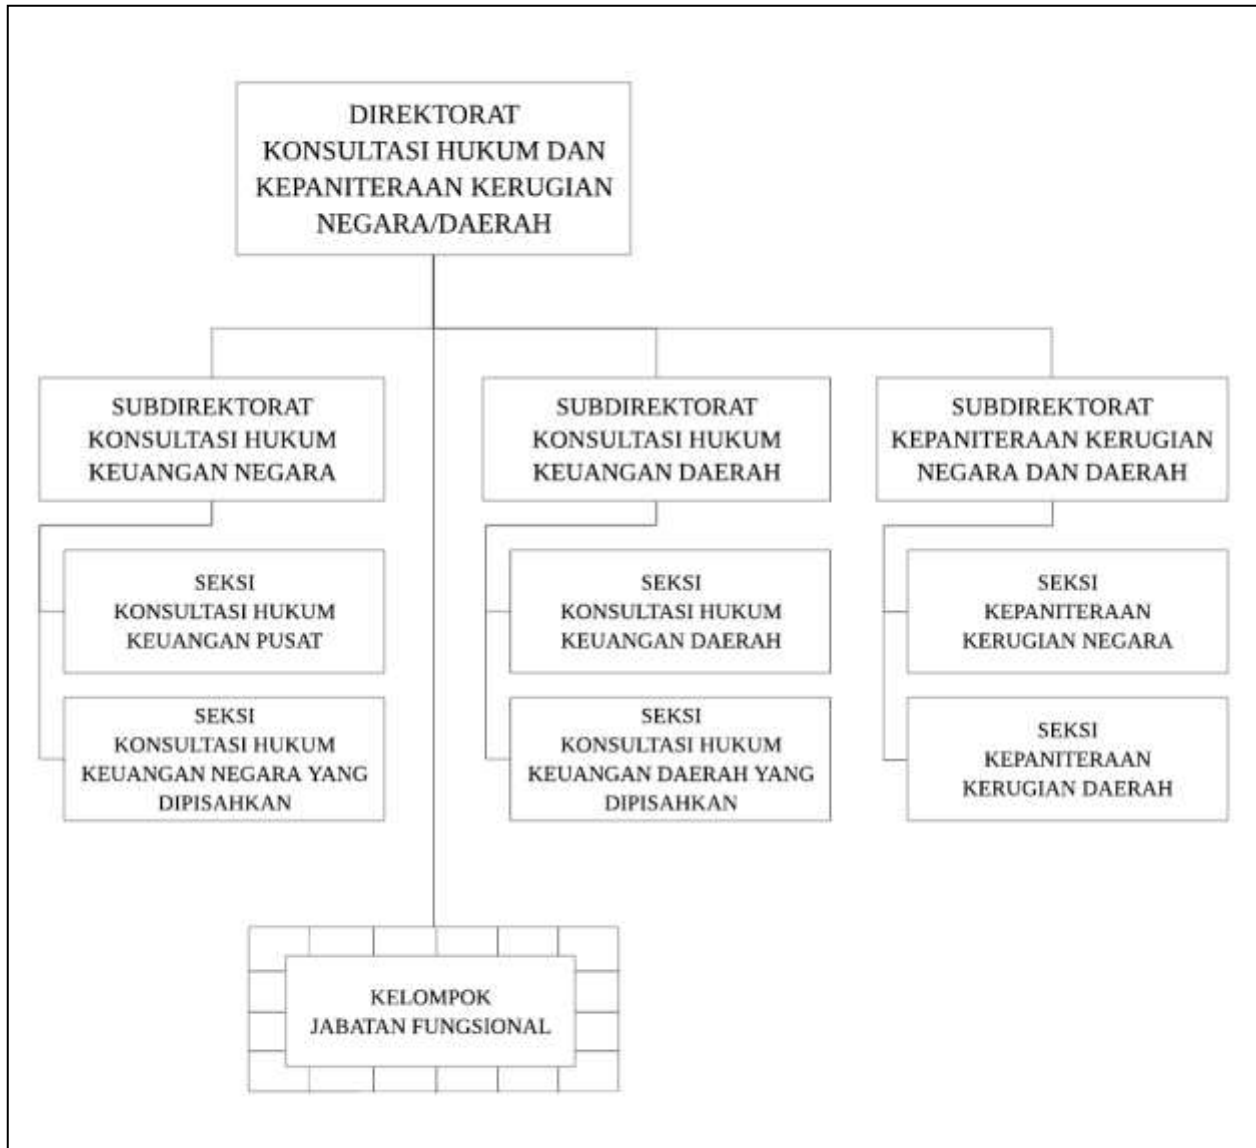 DIREKTORAT
KONSULTASI HUKUM DAN
KEPANITERAAN KERUGIAN
NEGARA/DAERAH
SUBDIREKTORAT
KONSULTASI HUKUM
KEUANGAN NEGARA
SUBDIREKTORAT
KONSULTASI HUKUM
KEUANGAN DAERAH
SUBDIREKTORAT
KEPANITERAAN KERUGIAN
NEGARA DAN DAERAH
SEKSI
KONSULTASI HUKUM
KEUANGAN PUSAT
SEKSI
KONSULTASI HUKUM
KEUANGAN DAERAH
SEKSI
KEPANITERAAN
KERUGIAN NEGARA
SEKSI
KONSULTASI HUKUM
KEUANGAN NEGARA YANG
DIPISAHKAN
SEKSI
KONSULTASI HUKUM
KEUANGAN DAERAH YANG
DIPISAHKAN
SEKSI
KEPANITERAAN
KERUGIAN DAERAH
KELOMPOK
JABATAN FUNGSIONAL